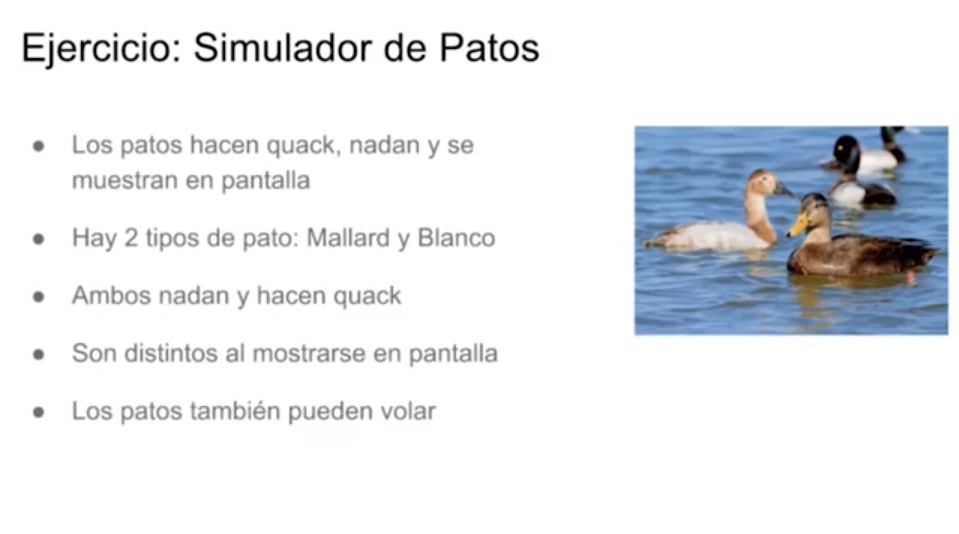 Ejercicio: Simulador de Patos
● Los patos hacen quack, nadan y se
muestran en pantalla
● Hay 2 tipos de pato: Mallard y Blanco
● Ambos nadan y hacen quack
● Son distintos al mostrarse en pantalla
● Los patos también pueden volar